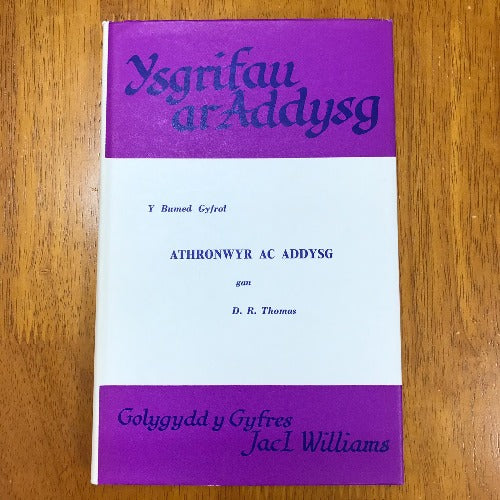 Ysgrifau
ar Addysg
Y Bumed Gyfrol
ATHRONWYR AC ADDYSG
gan
D. R. Thomas
Golygydd y Gyfres
Jac L Williams